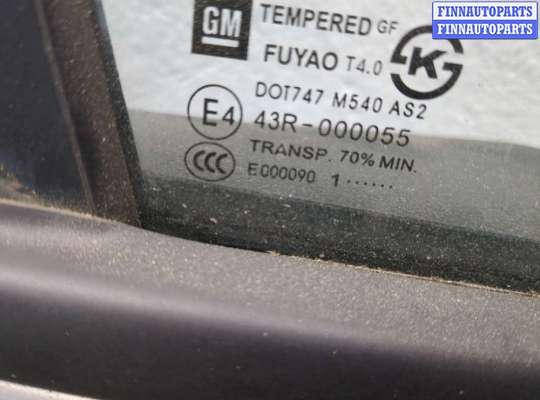 FINNAUTOPARTS
FINNAUTOPARTS
GM
TEMPERED GF
FUYAO T4.0
K
DOT747 M540 AS2
E4 43R-000055
CCC TRANSP. 70% MIN.
E000090 1······